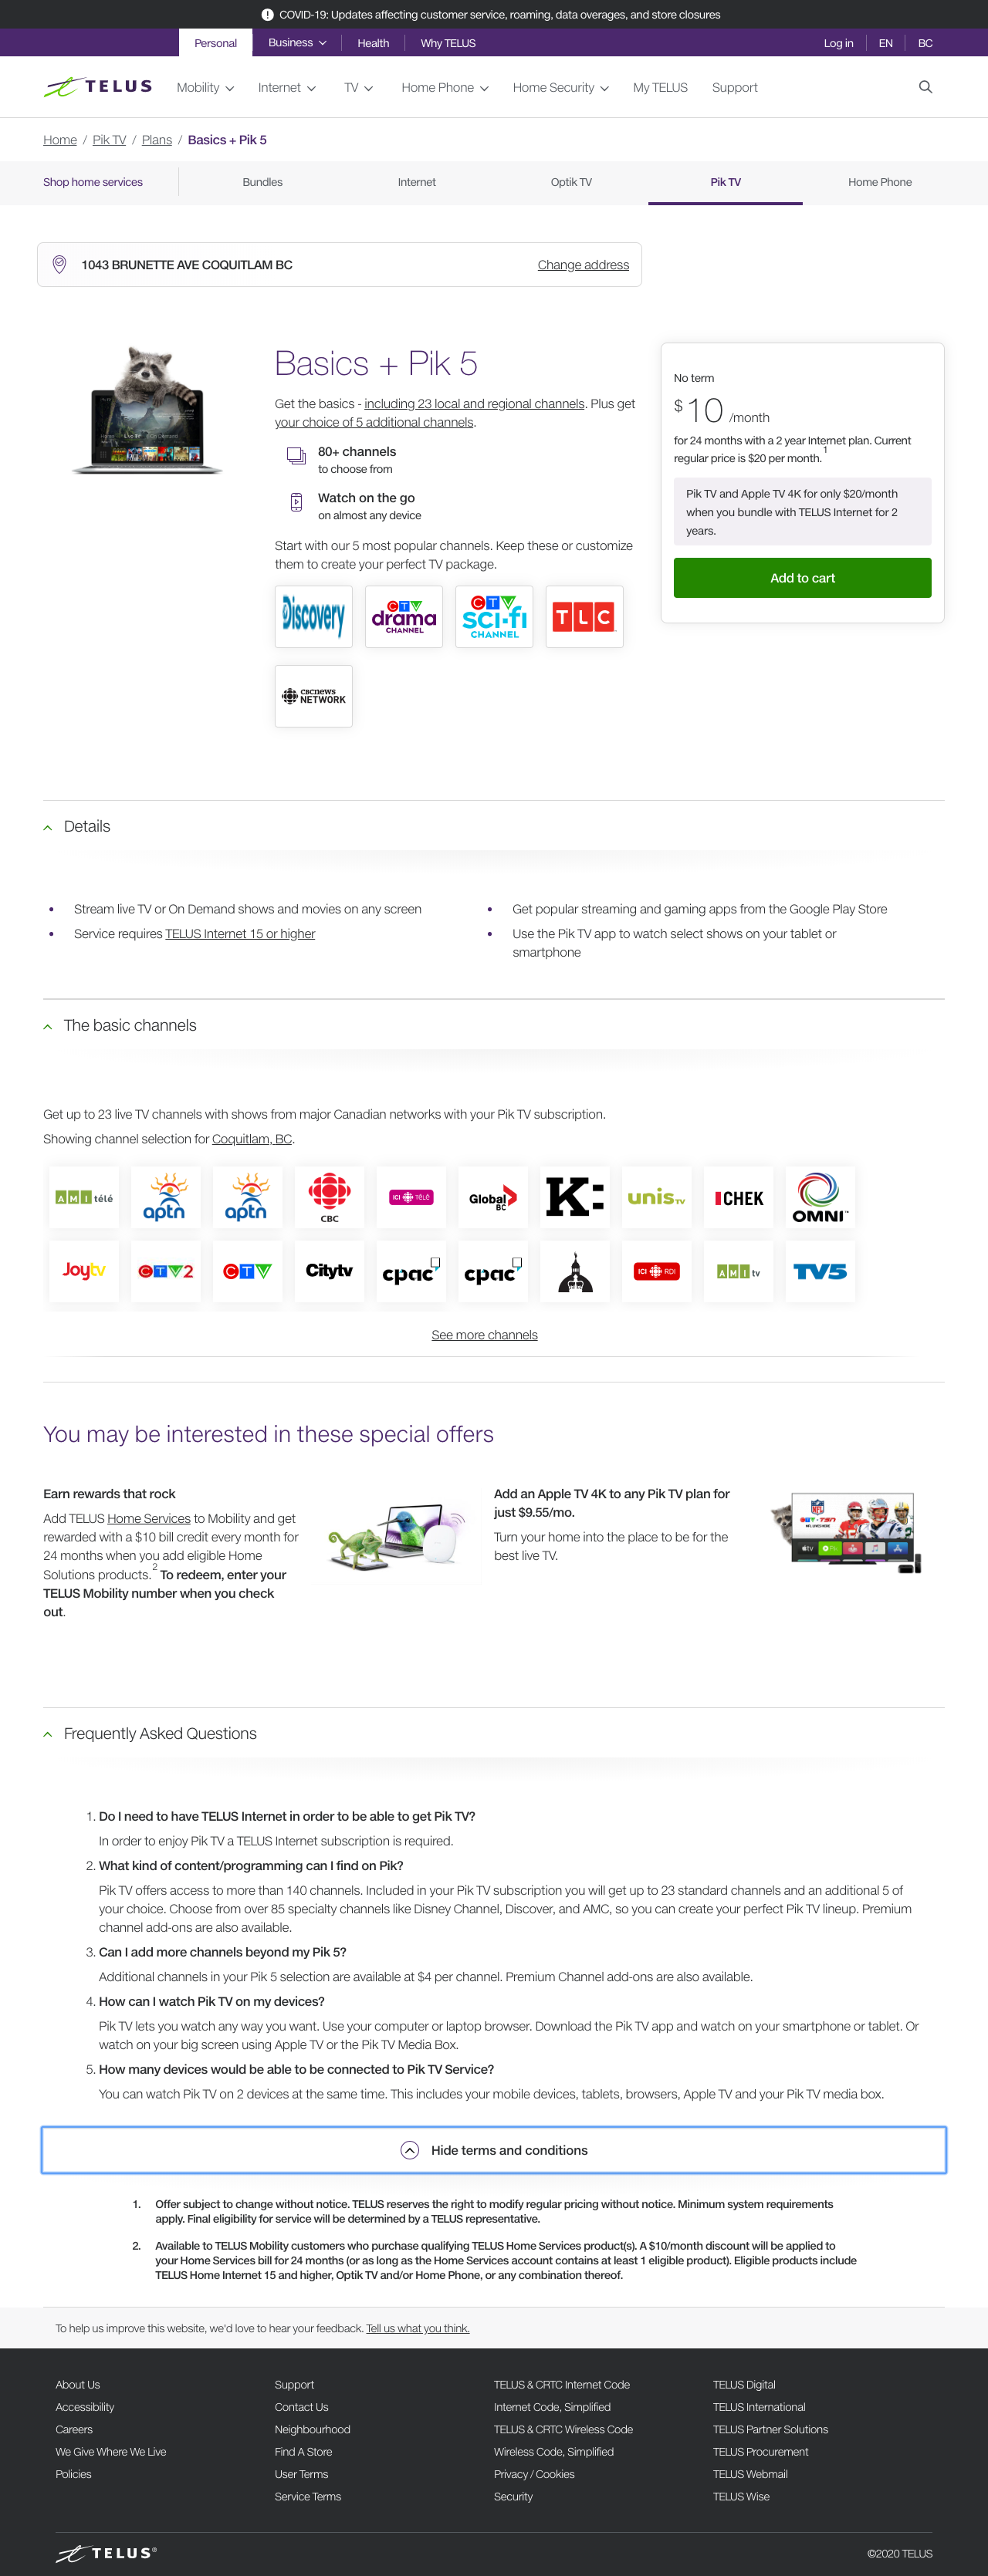 COVID-19: Updates affecting customer service, roaming, data overages, and store closures
Personal Business Health Why TELUS Log in EN BC
TELUS Mobility Internet TV Home Phone Home Security My TELUS Support
Home / Pik TV / Plans / Basics + Pik 5
Shop home services Bundles Internet Optik TV Pik TV Home Phone
1043 BRUNETTE AVE COQUITLAM BC Change address
Basics + Pik 5
Get the basics - including 23 local and regional channels. Plus get
your choice of 5 additional channels.
80+ channels
to choose from
Watch on the go
on almost any device
Start with our 5 most popular channels. Keep these or customize
them to create your perfect TV package.
Discovery
CTV drama CHANNEL
CTV sci-fi CHANNEL
TLC
CBC NEWS NETWORK
No term
$10 /month
for 24 months with a 2 year Internet plan. Current
regular price is $20 per month.1
Pik TV and Apple TV 4K for only $20/month
when you bundle with TELUS Internet for 2
years.
Add to cart
Details
Stream live TV or On Demand shows and movies on any screen
Service requires TELUS Internet 15 or higher
Get popular streaming and gaming apps from the Google Play Store
Use the Pik TV app to watch select shows on your tablet or
smartphone
The basic channels
Get up to 23 live TV channels with shows from major Canadian networks with your Pik TV subscription.
Showing channel selection for Coquitlam, BC.
AMI télé aptn aptn CBC ICI TÉLÉ Global BC K: unis TV CHEK OMNI
Joytv CTV2 CTV Citytv cpac cpac ICI RDI AMI tv TV5
See more channels
You may be interested in these special offers
Earn rewards that rock
Add TELUS Home Services to Mobility and get
rewarded with a $10 bill credit every month for
24 months when you add eligible Home
Solutions products.2 To redeem, enter your
TELUS Mobility number when you check
out.
Add an Apple TV 4K to any Pik TV plan for
just $9.55/mo.
Turn your home into the place to be for the
best live TV.
Frequently Asked Questions
1. Do I need to have TELUS Internet in order to be able to get Pik TV?
In order to enjoy Pik TV a TELUS Internet subscription is required.
2. What kind of content/programming can I find on Pik?
Pik TV offers access to more than 140 channels. Included in your Pik TV subscription you will get up to 23 standard channels and an additional 5 of
your choice. Choose from over 85 specialty channels like Disney Channel, Discover, and AMC, so you can create your perfect Pik TV lineup. Premium
channel add-ons are also available.
3. Can I add more channels beyond my Pik 5?
Additional channels in your Pik 5 selection are available at $4 per channel. Premium Channel add-ons are also available.
4. How can I watch Pik TV on my devices?
Pik TV lets you watch any way you want. Use your computer or laptop browser. Download the Pik TV app and watch on your smartphone or tablet. Or
watch on your big screen using Apple TV or the Pik TV Media Box.
5. How many devices would be able to be connected to Pik TV Service?
You can watch Pik TV on 2 devices at the same time. This includes your mobile devices, tablets, browsers, Apple TV and your Pik TV media box.
Hide terms and conditions
1. Offer subject to change without notice. TELUS reserves the right to modify regular pricing without notice. Minimum system requirements
apply. Final eligibility for service will be determined by a TELUS representative.
2. Available to TELUS Mobility customers who purchase qualifying TELUS Home Services product(s). A $10/month discount will be applied to
your Home Services bill for 24 months (or as long as the Home Services account contains at least 1 eligible product). Eligible products include
TELUS Home Internet 15 and higher, Optik TV and/or Home Phone, or any combination thereof.
To help us improve this website, we'd love to hear your feedback. Tell us what you think.
About Us Support TELUS & CRTC Internet Code TELUS Digital
Accessibility Contact Us Internet Code, Simplified TELUS International
Careers Neighbourhood TELUS & CRTC Wireless Code TELUS Partner Solutions
We Give Where We Live Find A Store Wireless Code, Simplified TELUS Procurement
Policies User Terms Privacy / Cookies TELUS Webmail
Service Terms Security TELUS Wise
TELUS® ©2020 TELUS